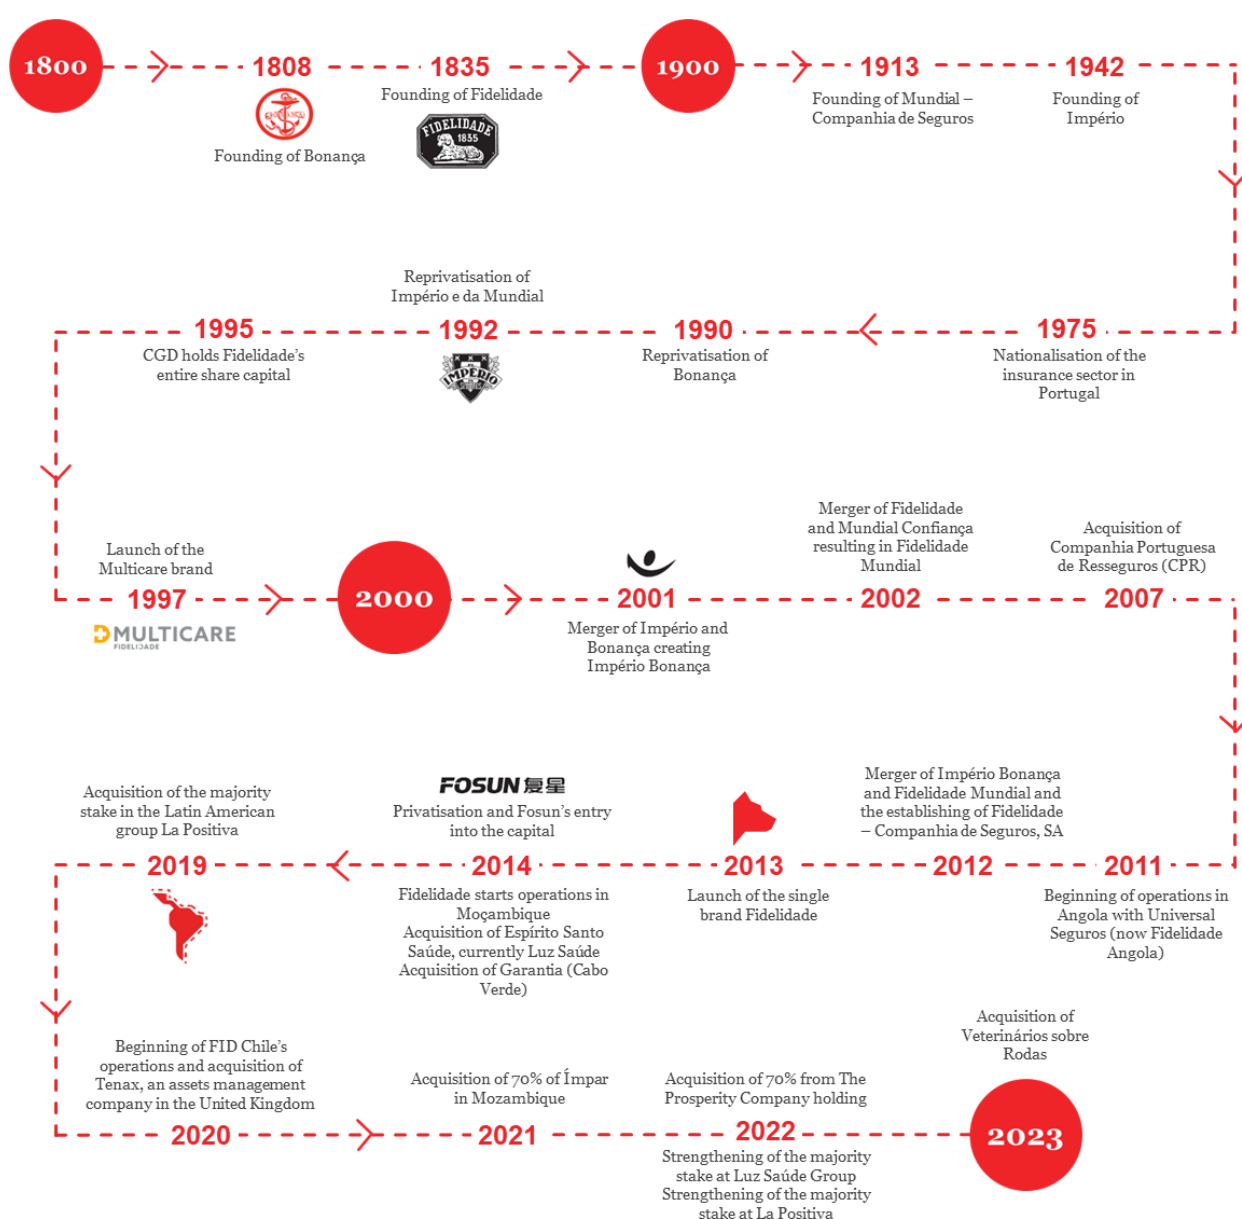 1800
1808
BONANÇA
Founding of Bonança
1835
Founding of Fidelidade
FIDELIDADE
1835
1900
1913
Founding of Mundial –
Companhia de Seguros
1942
Founding of
Império
1975
Nationalisation of the
insurance sector in
Portugal
1990
Reprivatisation of
Bonança
Reprivatisation of
Império e da Mundial
1992
IMPERIO
1995
CGD holds Fidelidade’s
entire share capital
Launch of the
Multicare brand
1997
MULTICARE
FIDELIDADE
2000
2001
Merger of Império and
Bonança creating
Império Bonança
Merger of Fidelidade
and Mundial Confiança
resulting in Fidelidade
Mundial
2002
Acquisition of
Companhia Portuguesa
de Resseguros (CPR)
2007
2011
Beginning of operations in
Angola with Universal
Seguros (now Fidelidade
Angola)
Merger of Império Bonança
and Fidelidade Mundial and
the establishing of Fidelidade
– Companhia de Seguros, SA
2012
2013
Launch of the single
brand Fidelidade
FOSUN 复星
Privatisation and Fosun’s entry
into the capital
2014
Fidelidade starts operations in
Moçambique
Acquisition of Espírito Santo
Saúde, currently Luz Saúde
Acquisition of Garantia (Cabo
Verde)
Acquisition of the majority
stake in the Latin American
group La Positiva
2019
Beginning of FID Chile’s
operations and acquisition of
Tenax, an assets management
company in the United Kingdom
2020
Acquisition of 70% of Ímpar
in Mozambique
2021
Acquisition of 70% from The
Prosperity Company holding
2022
Strengthening of the majority
stake at Luz Saúde Group
Strengthening of the majority
stake at La Positiva
Acquisition of
Veterinários sobre
Rodas
2023